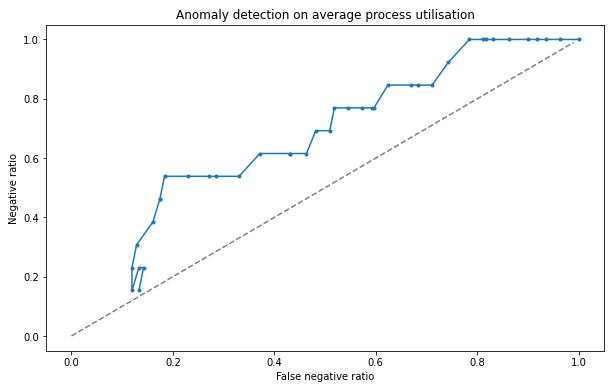 Anomaly detection on average process utilisation
Negative ratio
1.0
0.8
0.6
0.4
0.2
0.0
0.0 0.2 0.4 0.6 0.8 1.0
False negative ratio